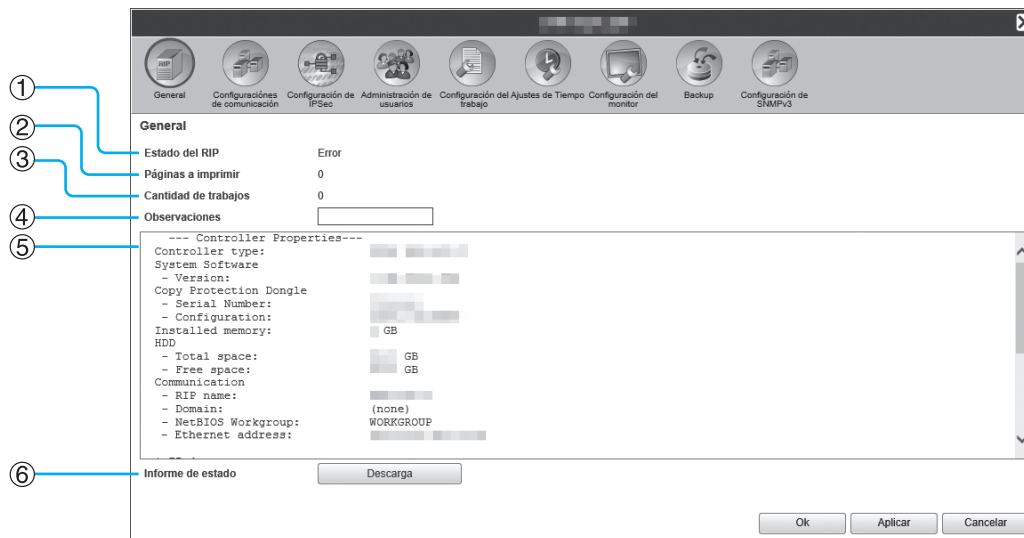 RIP
General
Configuraciónes de comunicación
Configuración de IPSec
Administración de usuarios
Configuración del trabajo
Ajustes de Tiempo
Configuración del monitor
Backup
Configuración de SNMPv3
General
① Estado del RIP Error
② Páginas a imprimir 0
③ Cantidad de trabajos 0
④ Observaciones
⑤
--- Controller Properties---
Controller type:
System Software
- Version:
Copy Protection Dongle
- Serial Number:
- Configuration:
Installed memory: GB
HDD
- Total space: GB
- Free space: GB
Communication
- RIP name:
- Domain: (none)
- NetBIOS Workgroup: WORKGROUP
- Ethernet address:
⑥ Informe de estado Descarga
Ok Aplicar Cancelar